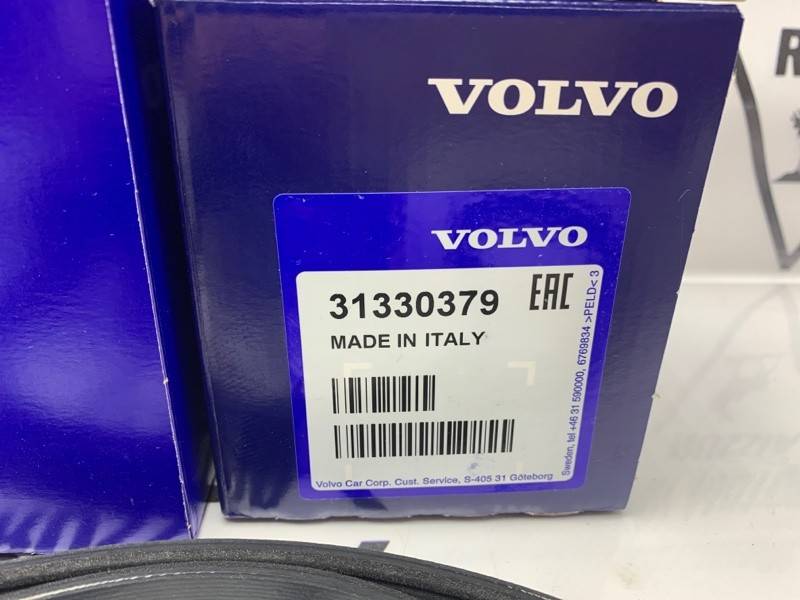 VOLVO
VOLVO
31330379
EAC
MADE IN ITALY
Volvo Car Corp. Cust. Service, S-405 31 Göteborg
Sweden, tel +46 31 590000, 6769834 >PELD< 3
R